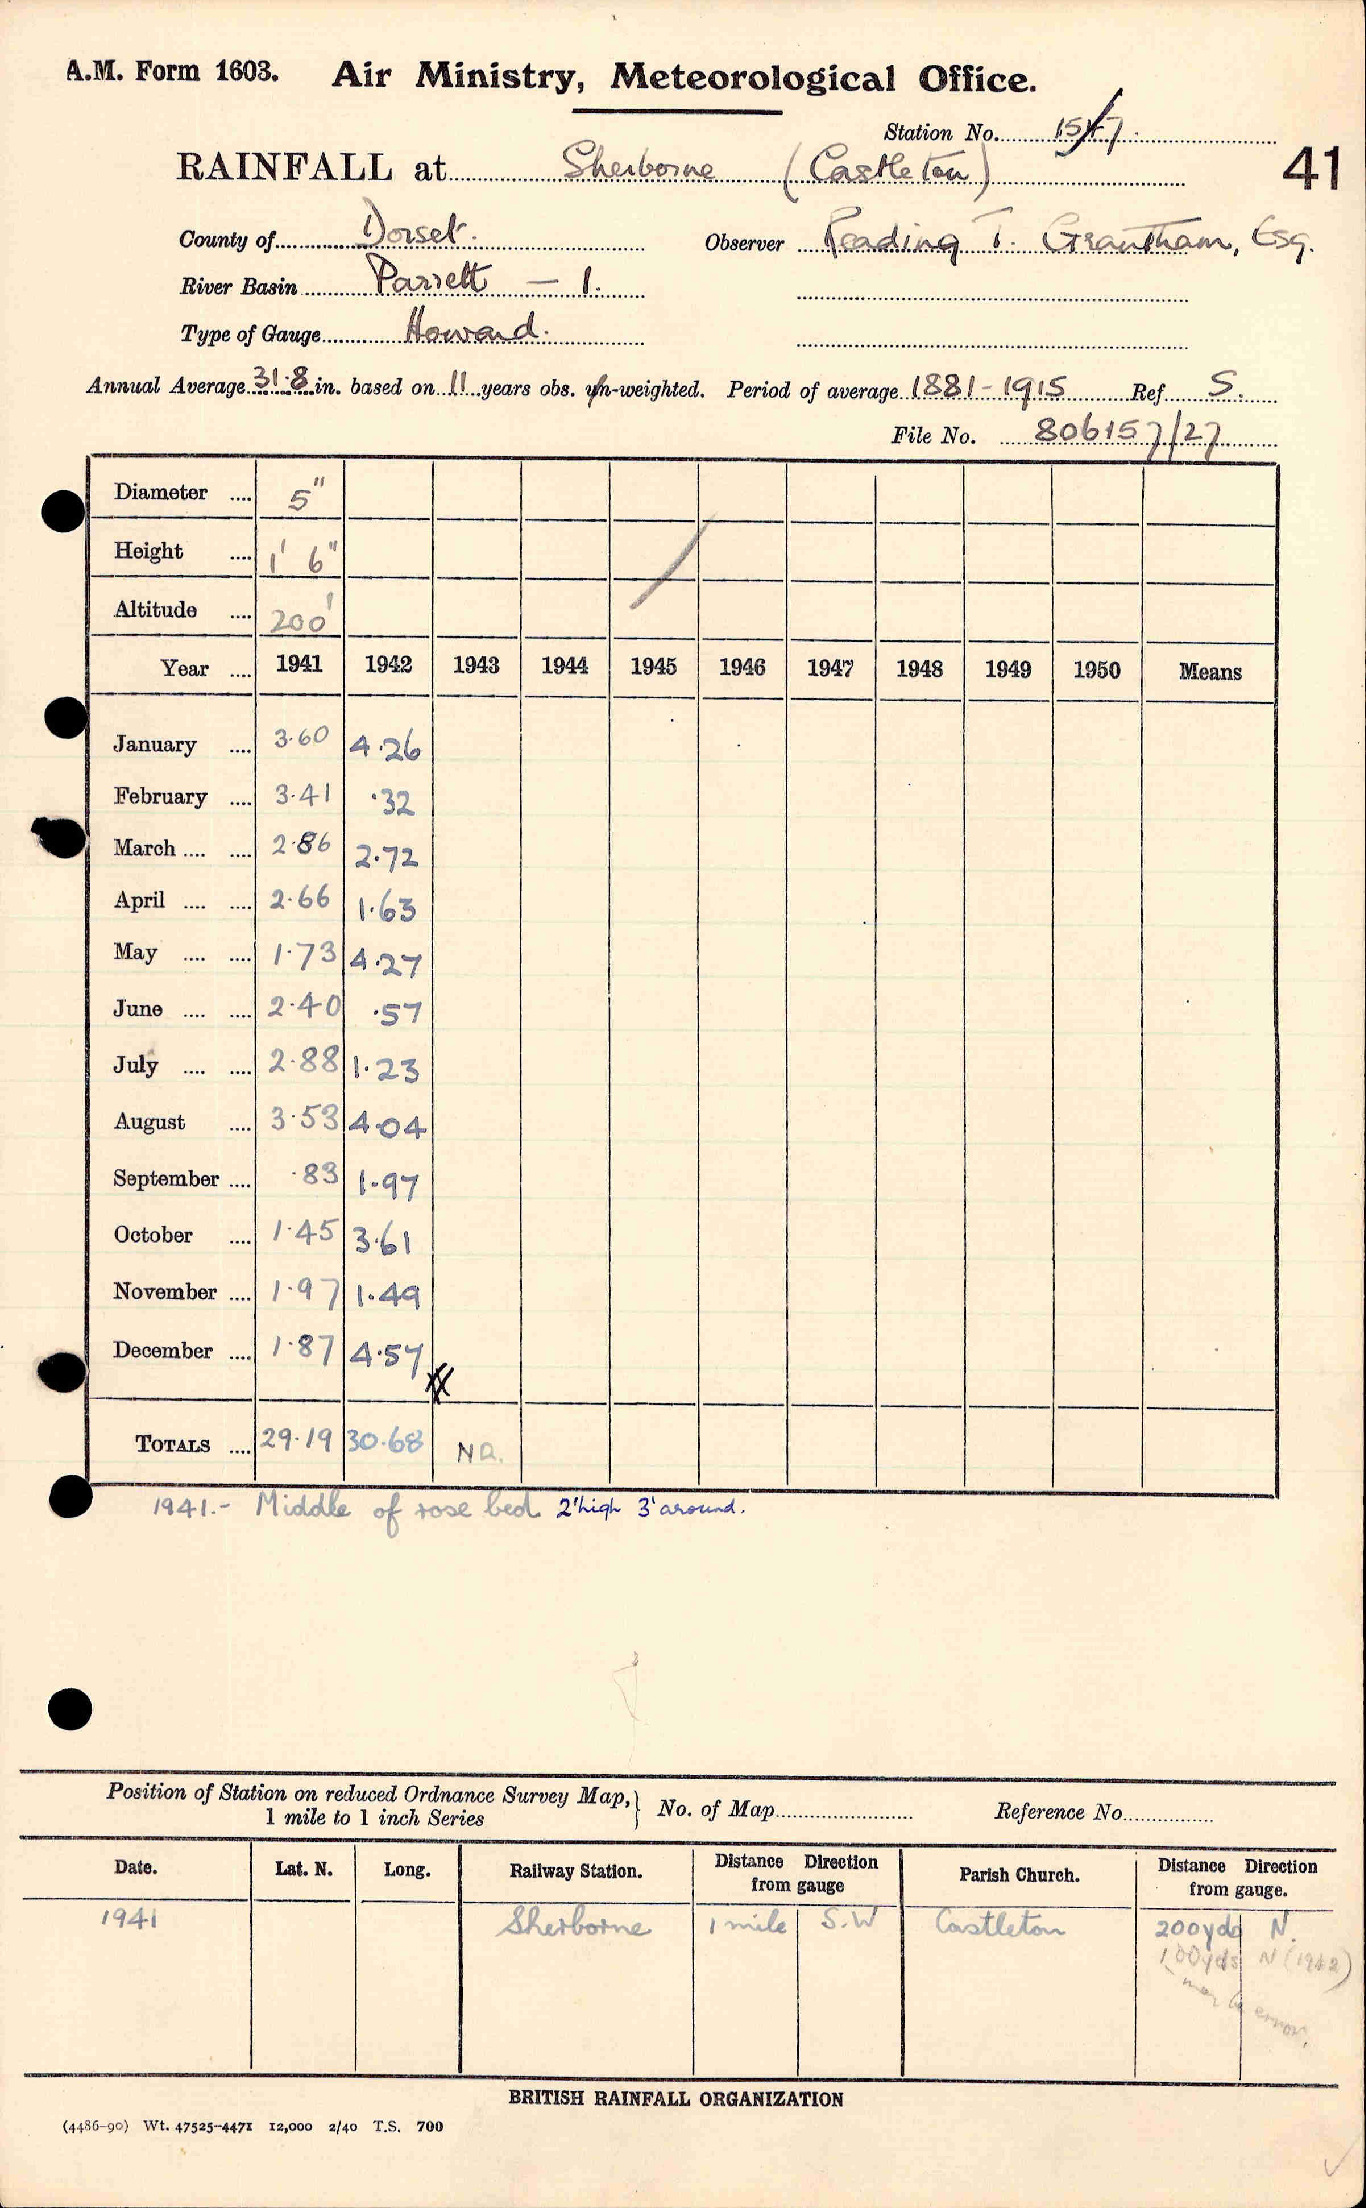 A.M. Form 1603. Air Ministry, Meteorological Office.
Station No. 1547
RAINFALL at Sherborne (Castleton) 41
County of Dorset. Observer Reading T. Grantham, Esq.
River Basin Parrett — 1.
Type of Gauge Howard.
Annual Average 31.8 in. based on 11 years obs. un-weighted. Period of average 1881-1915 Ref S.
File No. 806157/27
Diameter .... 5"
Height .... 1' 6"
Altitude .... 200'
Year .... 1941 1942 1943 1944 1945 1946 1947 1948 1949 1950 Means
January .... 3.60 4.26
February .... 3.41 .32
March .... .... 2.86 2.72
April .... .... 2.66 1.63
May .... .... 1.73 4.27
June .... .... 2.40 .57
July .... .... 2.88 1.23
August .... 3.53 4.04
September .... .83 1.97
October .... 1.45 3.61
November .... 1.97 1.49
December .... 1.87 4.57
TOTALS .... 29.19 30.68 NR.
1941.- Middle of rose bed 2' high 3' around.
Position of Station on reduced Ordnance Survey Map,} No. of Map Reference No.
1 mile to 1 inch Series
Date. Lat. N. Long. Railway Station. Distance Direction from gauge Parish Church. Distance Direction from gauge.
1941 Sherborne 1 mile S.W Castleton 200yds N.
100yds N (1942)
may be error.
BRITISH RAINFALL ORGANIZATION
(4486-90) Wt. 47525-4471 12,000 2/40 T.S. 700